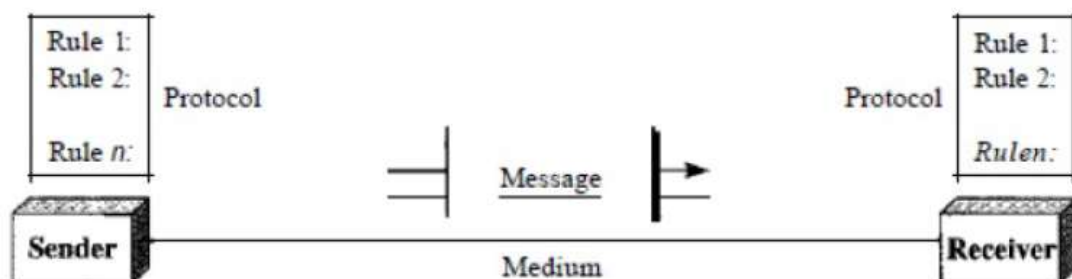 Rule 1:
Rule 2:
Protocol
Rule n:
Rule 1:
Rule 2:
Protocol
Rulen:
Message
Sender
Receiver
Medium